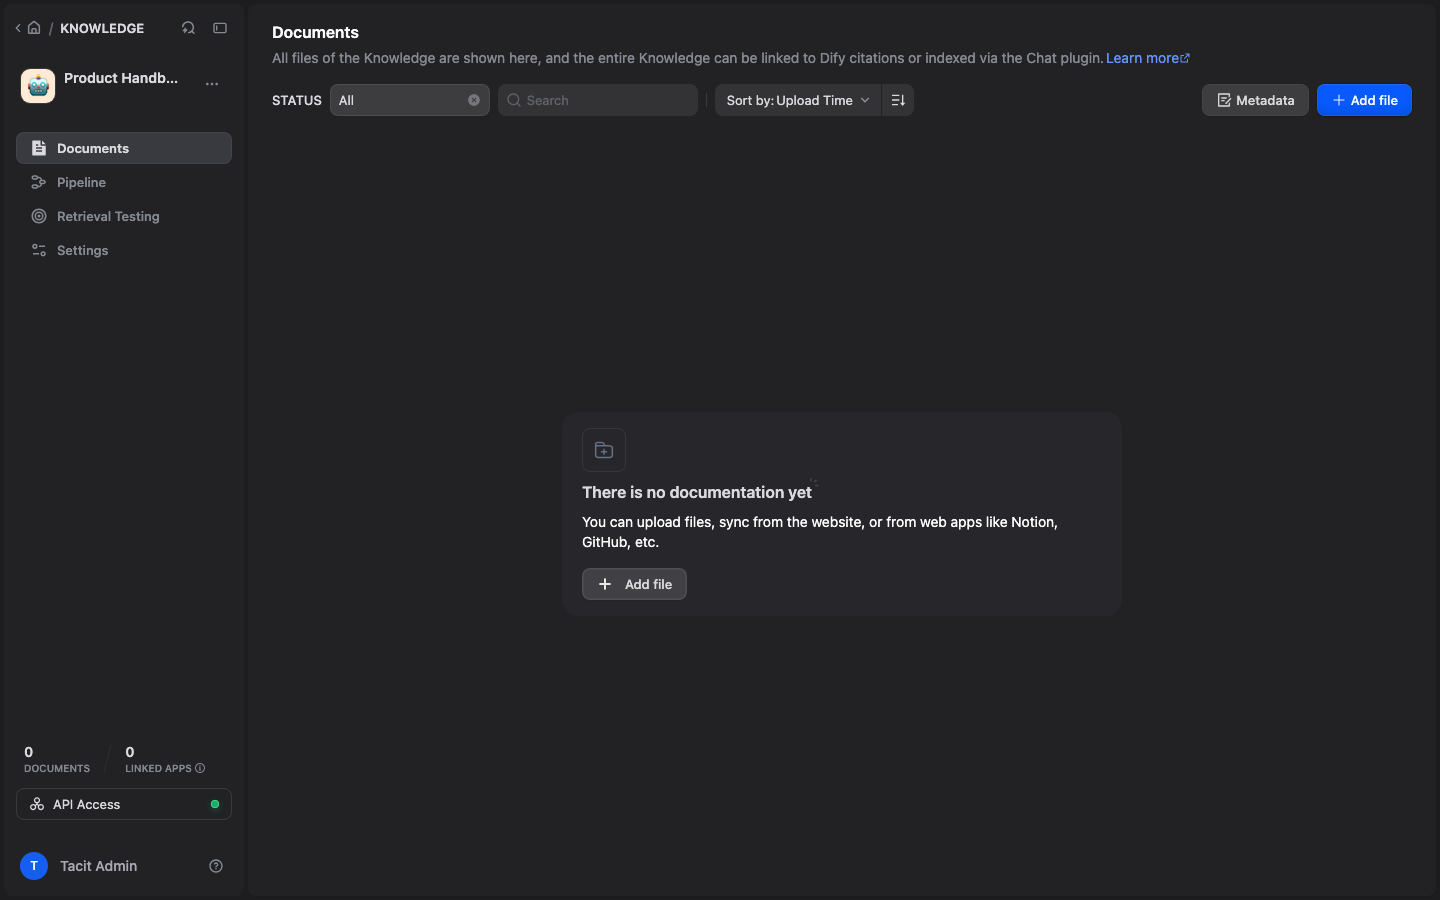 / KNOWLEDGE
Product Handb...
Documents
Pipeline
Retrieval Testing
Settings
0
DOCUMENTS
0
LINKED APPS
API Access
T
Tacit Admin
Documents
All files of the Knowledge are shown here, and the entire Knowledge can be linked to Dify citations or indexed via the Chat plugin. Learn more
STATUS
All
Search
Sort by: Upload Time
Metadata
Add file
There is no documentation yet
You can upload files, sync from the website, or from web apps like Notion,
GitHub, etc.
Add file